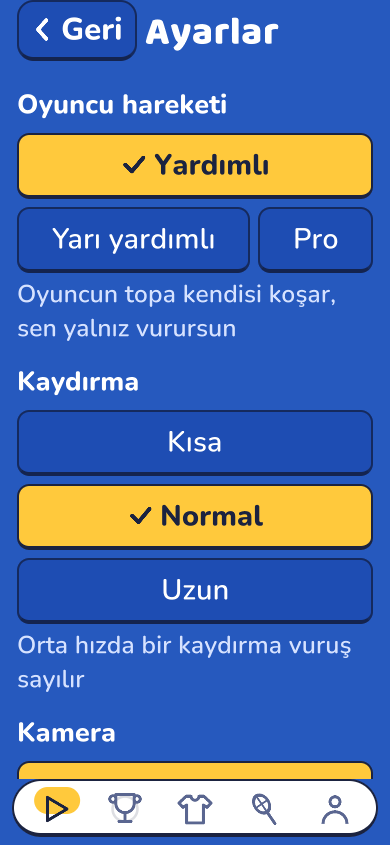 Geri Ayarlar
Oyuncu hareketi
Yardımlı
Yarı yardımlı
Pro
Oyuncun topa kendisi koşar,
sen yalnız vurursun
Kaydırma
Kısa
Normal
Uzun
Orta hızda bir kaydırma vuruş
sayılır
Kamera